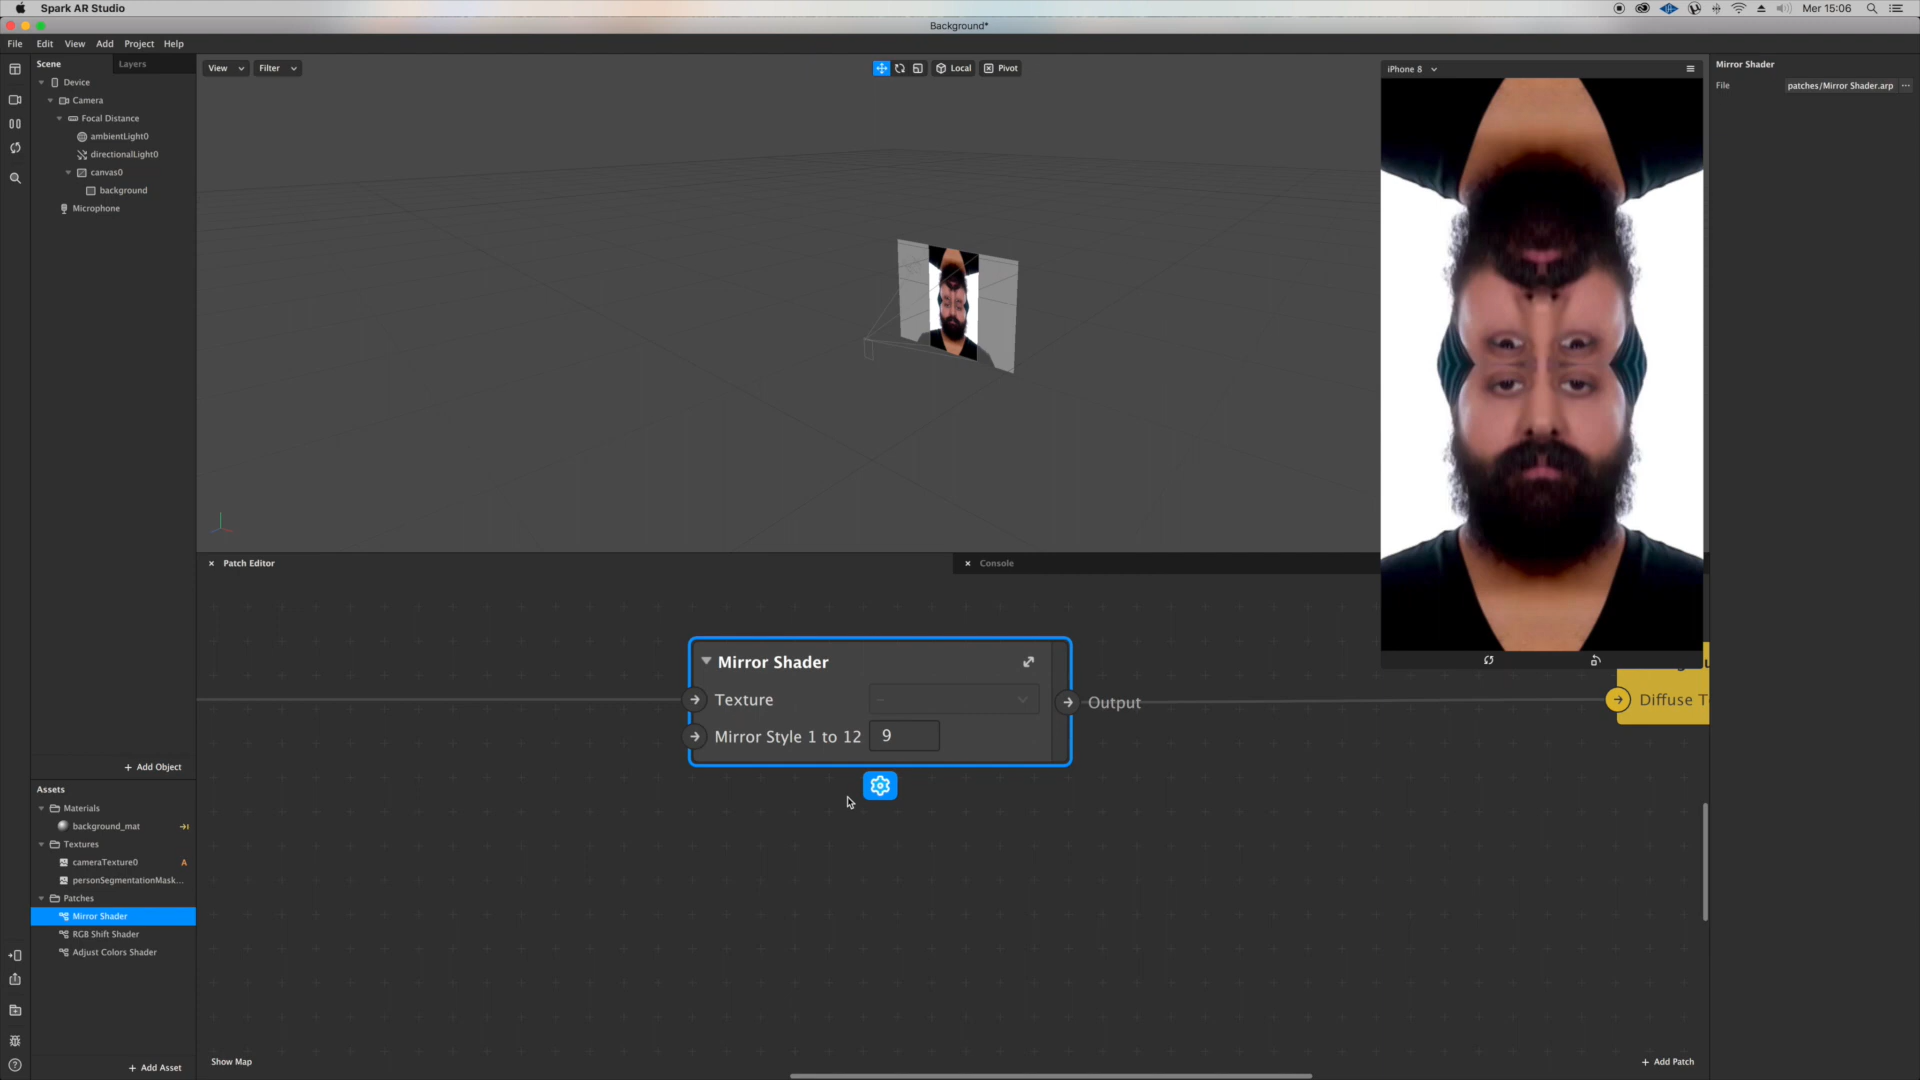 Spark AR Studio
Mer 15:06
Background*
File Edit View Add Project Help
Scene
Layers
Device
Camera
Focal Distance
ambientLight0
directionalLight0
canvas0
background
Microphone
+ Add Object
Assets
Materials
background_mat
Textures
cameraTexture0
A
personSegmentationMask...
Patches
Mirror Shader
RGB Shift Shader
Adjust Colors Shader
+ Add Asset
View
Filter
Local
Pivot
iPhone 8
Mirror Shader
File
patches/Mirror Shader.arp
...
× Patch Editor
× Console
Mirror Shader
Texture
–
Mirror Style 1 to 12
9
Output
Diffuse T
Show Map
+ Add Patch